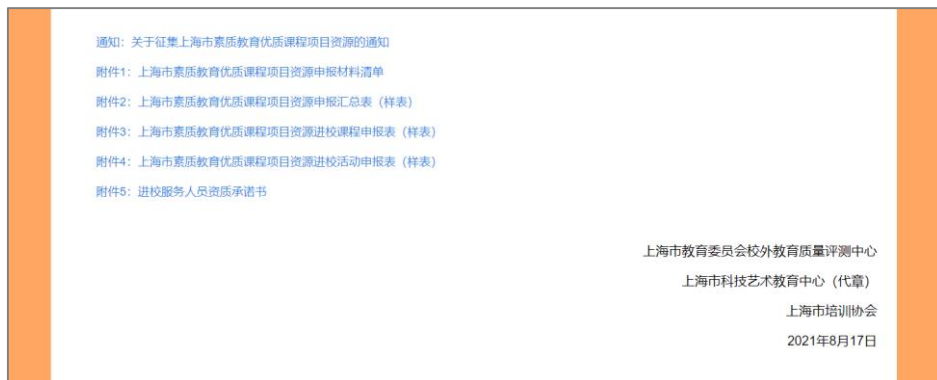 通知：关于征集上海市素质教育优质课程项目资源的通知
附件1：上海市素质教育优质课程项目资源申报材料清单
附件2：上海市素质教育优质课程项目资源申报汇总表（样表）
附件3：上海市素质教育优质课程项目资源进校课程申报表（样表）
附件4：上海市素质教育优质课程项目资源进校活动申报表（样表）
附件5：进校服务人员资质承诺书
上海市教育委员会校外教育质量评测中心
上海市科技艺术教育中心（代章）
上海市培训协会
2021年8月17日